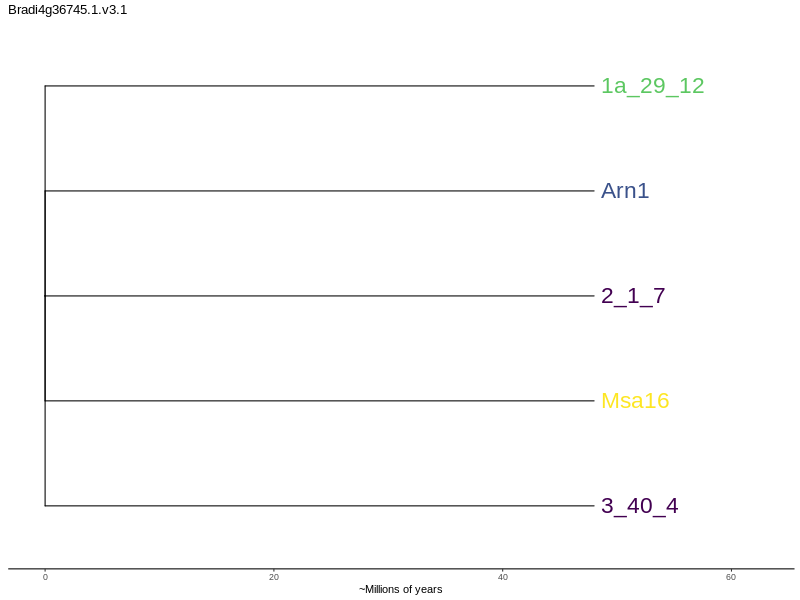 Bradi4g36745.1.v3.1
1a_29_12
Arn1
2_1_7
Msa16
3_40_4
0 20 40 60
~Millions of years